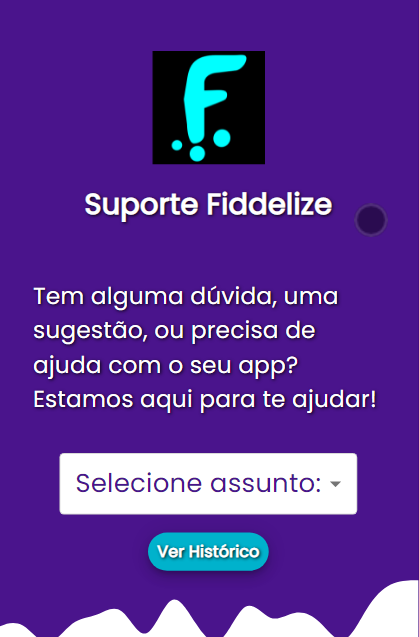 F
Suporte Fiddelize
Tem alguma dúvida, uma
sugestão, ou precisa de
ajuda com o seu app?
Estamos aqui para te ajudar!
Selecione assunto:
Ver Histórico